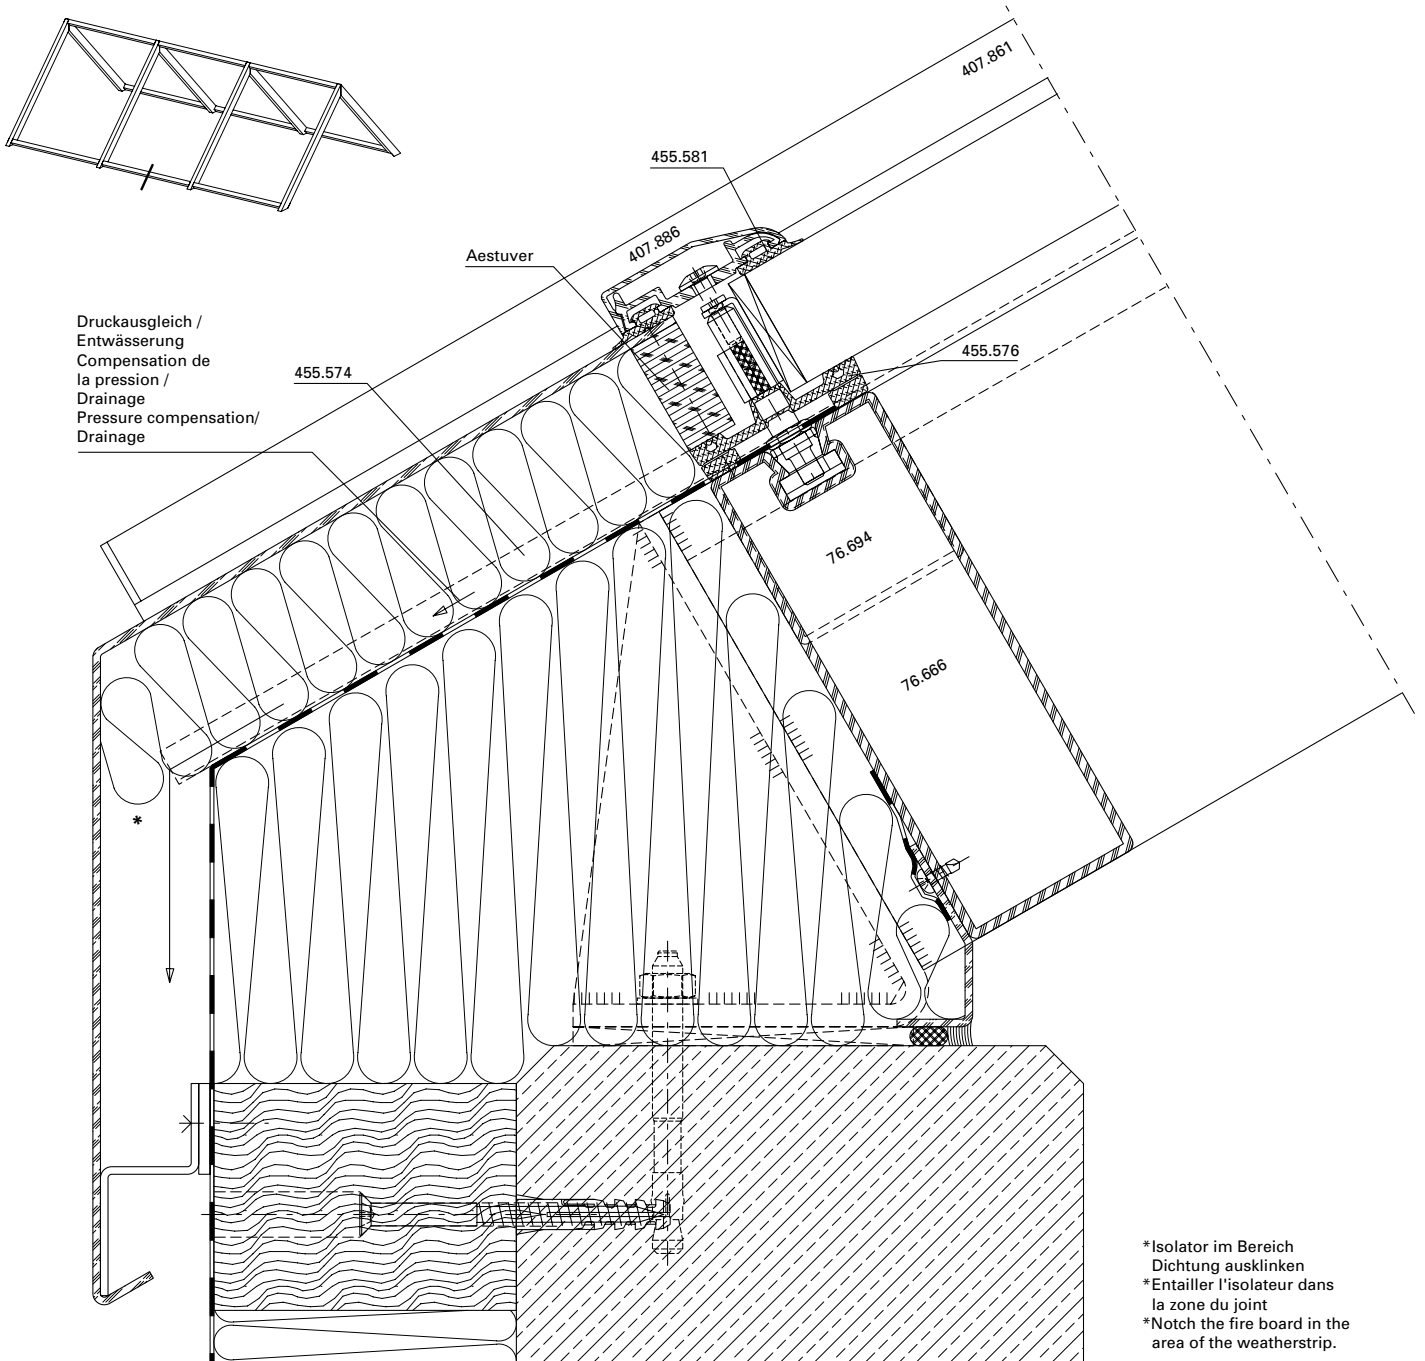 407.861
455.581
407.886
Aestuver
Druckausgleich /
Entwässerung
Compensation de
la pression /
Drainage
Pressure compensation/
Drainage
455.574
455.576
76.694
76.666
*
*Isolator im Bereich
Dichtung ausklinken
*Entailler l'isolateur dans
la zone du joint
*Notch the fire board in the
area of the weatherstrip.